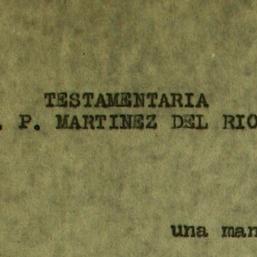 TESTAMENTARIA
. P. MARTINEZ DEL RIO
una man